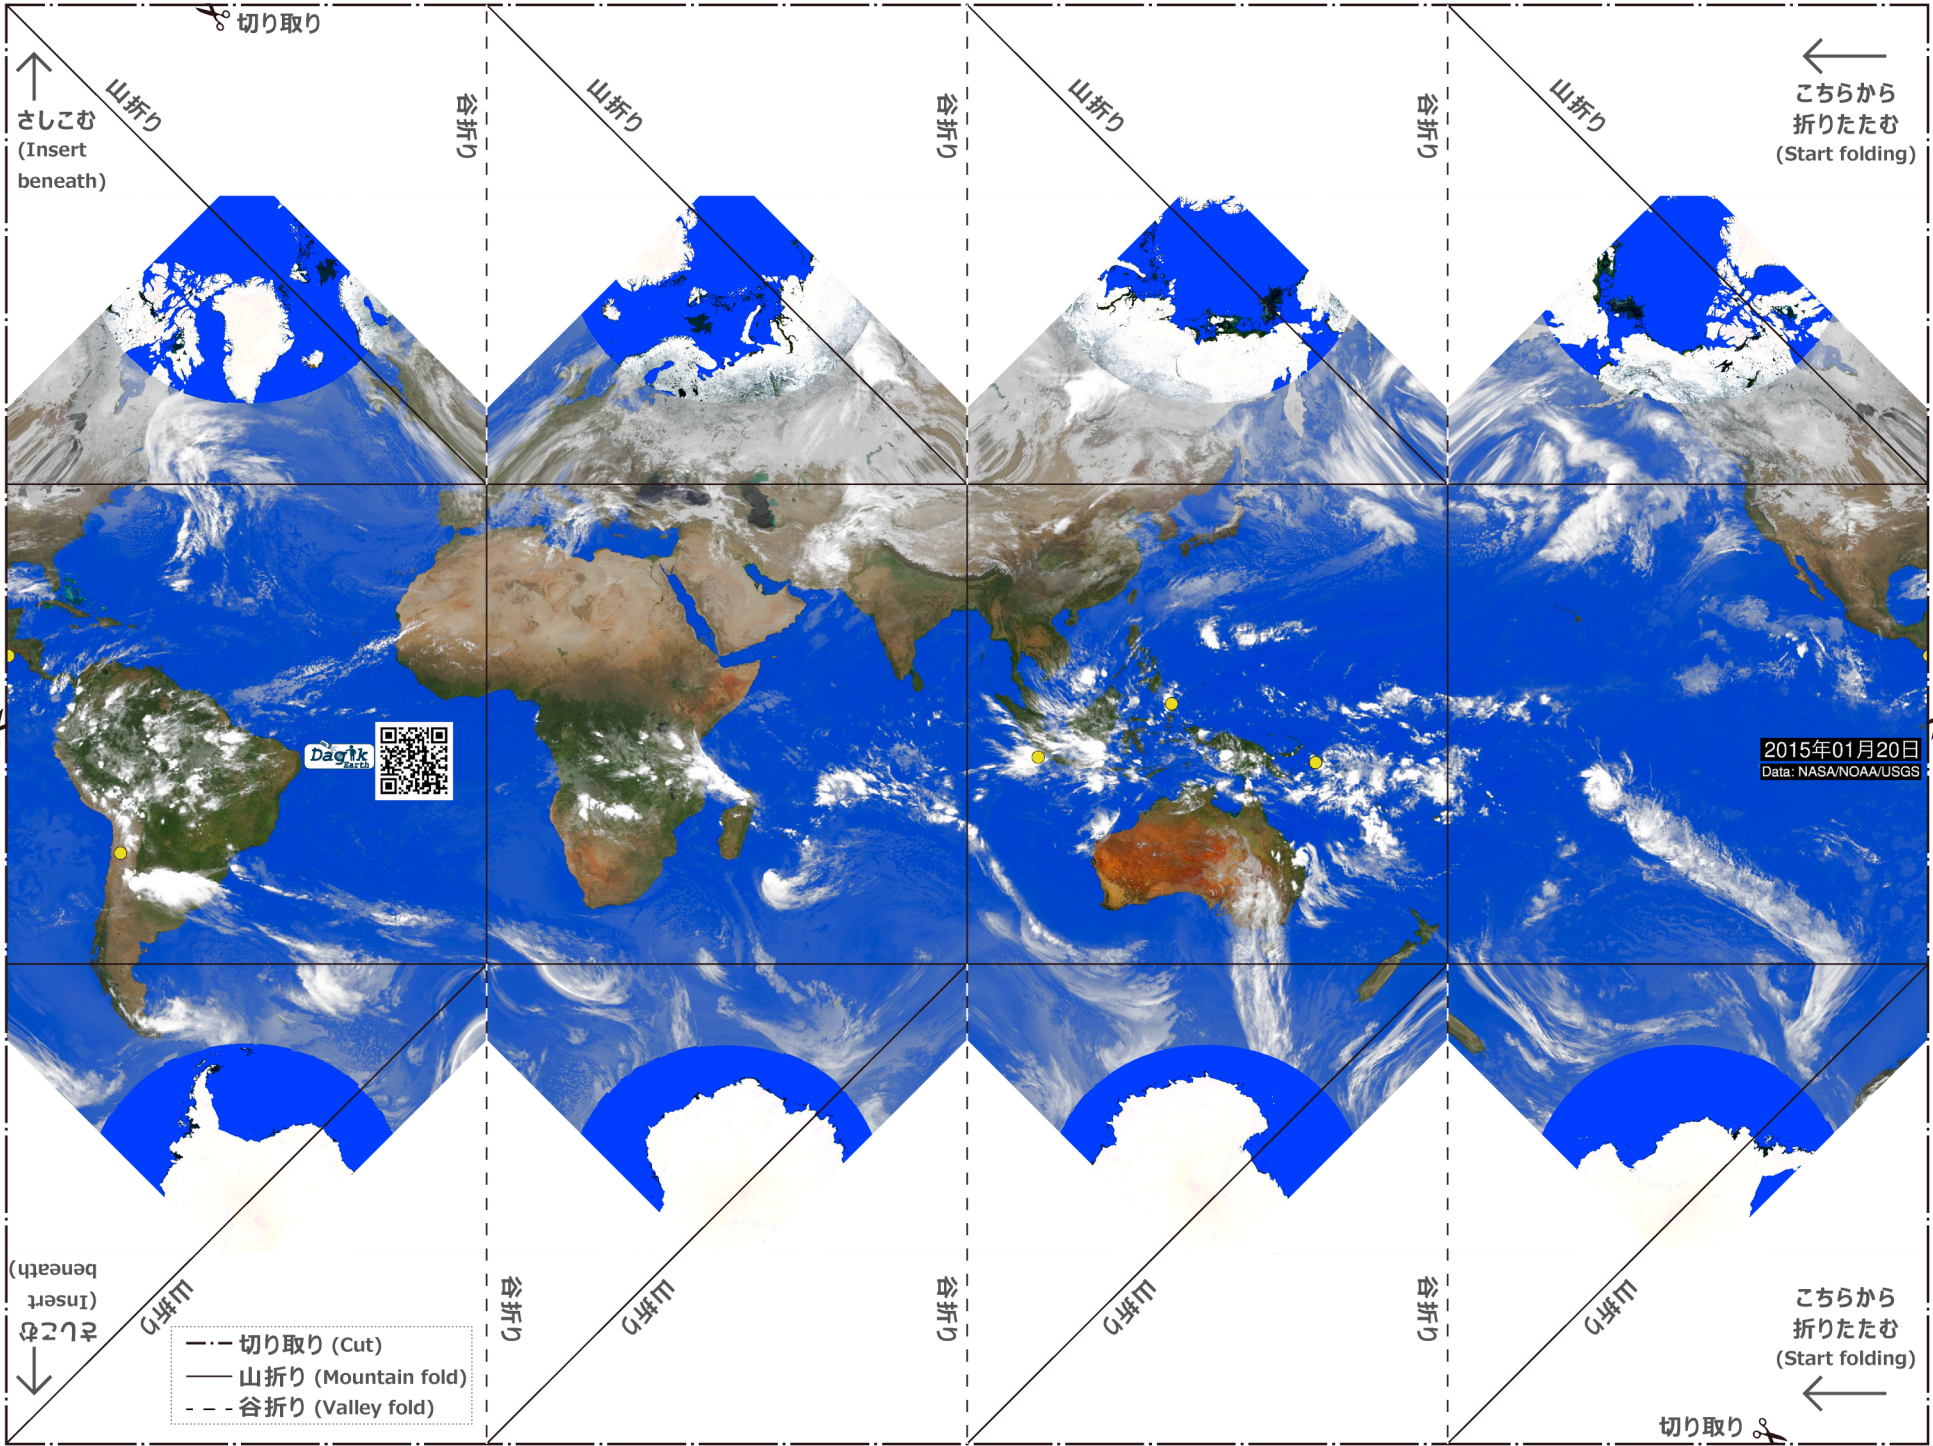 切り取り
さしこむ
(Insert
beneath)
山折り
谷折り
山折り
谷折り
山折り
谷折り
山折り
こちらから
折りたたむ
(Start folding)
Dagik
Earth
2015年01月20日
Data: NASA/NOAA/USGS
さしこむ
(Insert
beneath)
山折り
谷折り
山折り
谷折り
山折り
谷折り
山折り
こちらから
折りたたむ
(Start folding)
切り取り (Cut)
山折り (Mountain fold)
谷折り (Valley fold)
切り取り